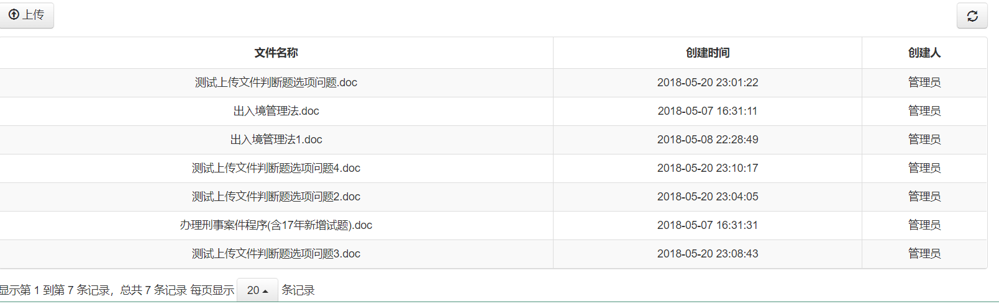 上传
文件名称 创建时间 创建人
测试上传文件判断题选项问题.doc 2018-05-20 23:01:22 管理员
出入境管理法.doc 2018-05-07 16:31:11 管理员
出入境管理法1.doc 2018-05-08 22:28:49 管理员
测试上传文件判断题选项问题4.doc 2018-05-20 23:10:17 管理员
测试上传文件判断题选项问题2.doc 2018-05-20 23:04:05 管理员
办理刑事案件程序(含17年新增试题).doc 2018-05-07 16:31:31 管理员
测试上传文件判断题选项问题3.doc 2018-05-20 23:08:43 管理员
显示第 1 到第 7 条记录，总共 7 条记录 每页显示 20 条记录